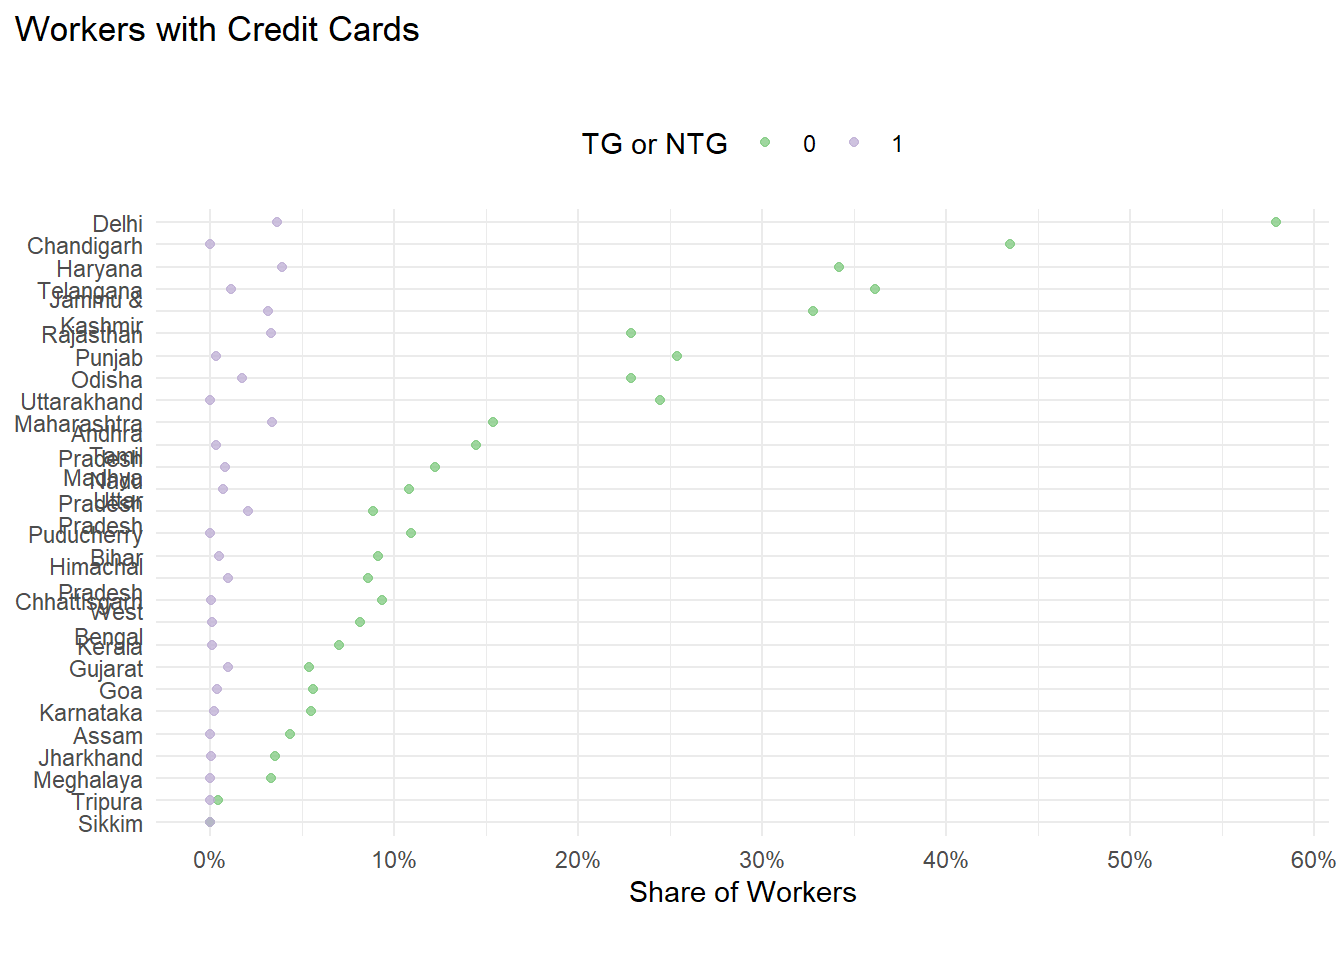 Workers with Credit Cards
TG or NTG 0 1
Delhi
Chandigarh
Haryana
Telangana
Jammu &
Kashmir
Rajasthan
Punjab
Odisha
Uttarakhand
Maharashtra
Andhra
Pradesh
Tamil
Nadu
Madhya
Pradesh
Uttar
Pradesh
Puducherry
Bihar
Himachal
Pradesh
Chhattisgarh
West
Bengal
Kerala
Gujarat
Goa
Karnataka
Assam
Jharkhand
Meghalaya
Tripura
Sikkim
0% 10% 20% 30% 40% 50% 60%
Share of Workers